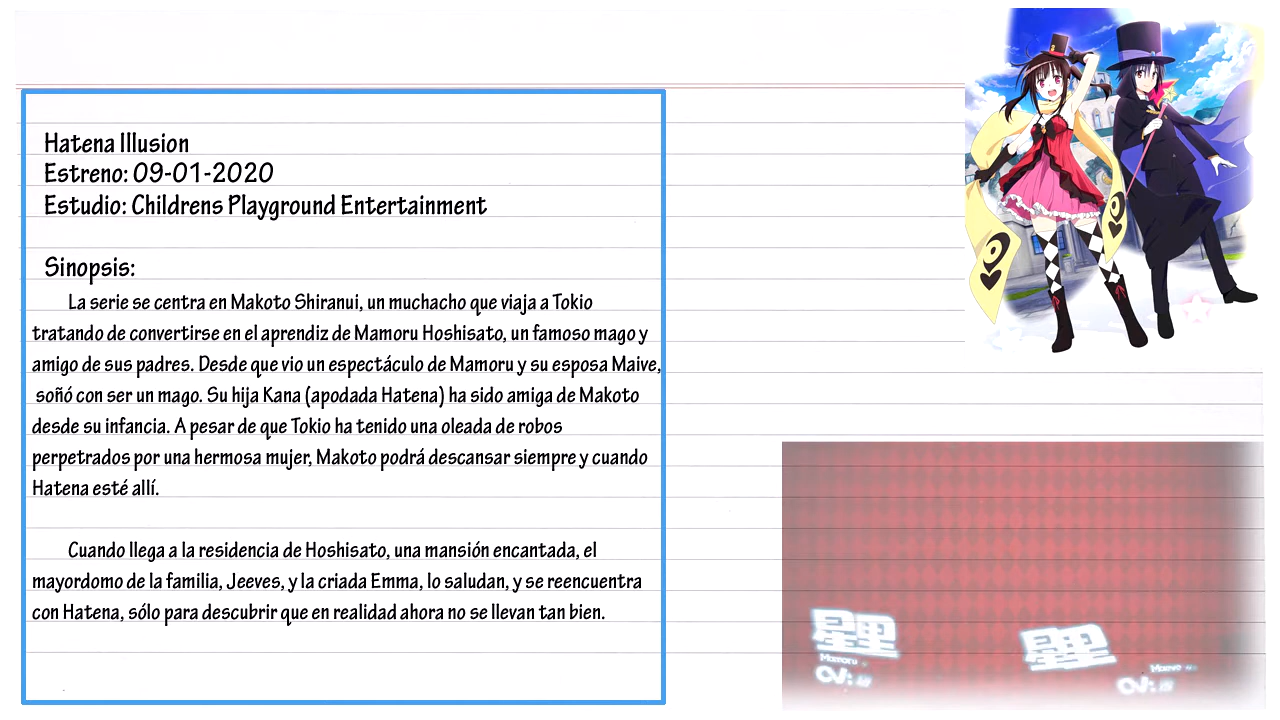 Hatena Illusion
Estreno: 09-01-2020
Estudio: Childrens Playground Entertainment
Sinopsis:
La serie se centra en Makoto Shiranui, un muchacho que viaja a Tokio
tratando de convertirse en el aprendiz de Mamoru Hoshisato, un famoso mago y
amigo de sus padres. Desde que vio un espectáculo de Mamoru y su esposa Maive,
soñó con ser un mago. Su hija Kana (apodada Hatena) ha sido amiga de Makoto
desde su infancia. A pesar de que Tokio ha tenido una oleada de robos
perpetrados por una hermosa mujer, Makoto podrá descansar siempre y cuando
Hatena esté allí.
Cuando llega a la residencia de Hoshisato, una mansión encantada, el
mayordomo de la familia, Jeeves, y la criada Emma, lo saludan, y se reencuentra
con Hatena, sólo para descubrir que en realidad ahora no se llevan tan bien.
星里
星里
Mamoru
CV:
CV: